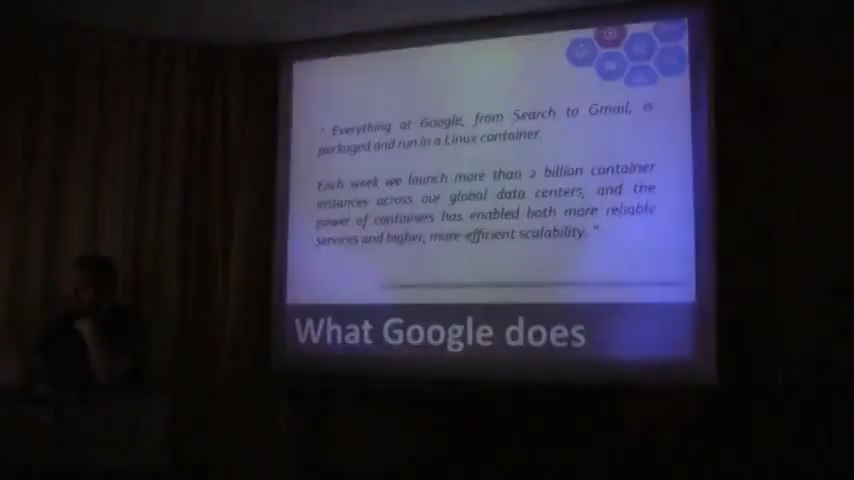 " Everything at Google, from Search to Gmail, is
packaged and run in a Linux container.
Each week we launch more than 2 billion container
instances across our global data centers, and the
power of containers has enabled both more reliable
services and higher, more-efficient scalability. "
What Google does